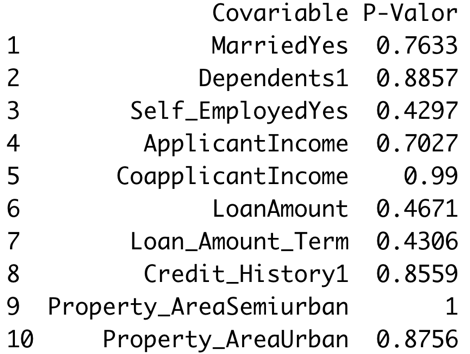 Covariable P-Valor
1 MarriedYes 0.7633
2 Dependents1 0.8857
3 Self_EmployedYes 0.4297
4 ApplicantIncome 0.7027
5 CoapplicantIncome 0.99
6 LoanAmount 0.4671
7 Loan_Amount_Term 0.4306
8 Credit_History1 0.8559
9 Property_AreaSemiurban 1
10 Property_AreaUrban 0.8756